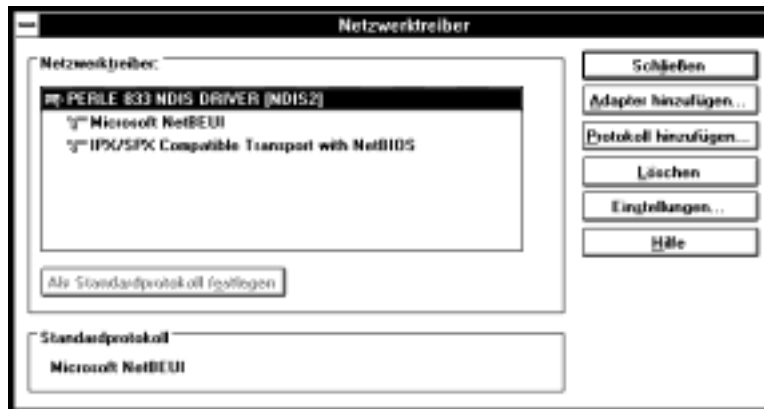 Netzwerktreiber
Netzwerktreiber:
PERLE 833 NDIS DRIVER [NDIS2]
Microsoft NetBEUI
IPX/SPX Compatible Transport with NetBIOS
Als Standardprotokoll festlegen
Standardprotokoll
Microsoft NetBEUI
Schließen
Adapter hinzufügen...
Protokoll hinzufügen...
Löschen
Einstellungen...
Hilfe